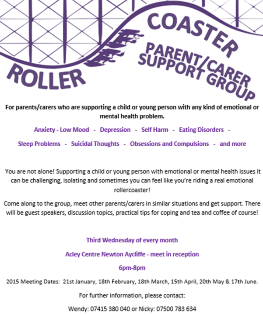 ROLLER COASTER
PARENT/CARER
SUPPORT GROUP
For parents/carers who are supporting a child or young person with any kind of emotional or
mental health problem.
Anxiety - Low Mood - Depression - Self Harm - Eating Disorders -
Sleep Problems - Suicidal Thoughts - Obsessions and Compulsions - and more
You are not alone! Supporting a child or young person with emotional or mental health issues it
can be challenging, isolating and sometimes you can feel like you're riding a real emotional
rollercoaster!
Come along to the group, meet other parents/carers in similar situations and get support. There
will be guest speakers, discussion topics, practical tips for coping and tea and coffee of course!
Third Wednesday of every month
Acley Centre Newton Aycliffe - meet in reception
6pm-8pm
2015 Meeting Dates: 21st January, 18th February, 18th March, 15th April, 20th May & 17th June.
For further information, please contact:
Wendy: 07415 380 040 or Nicky: 07500 783 634